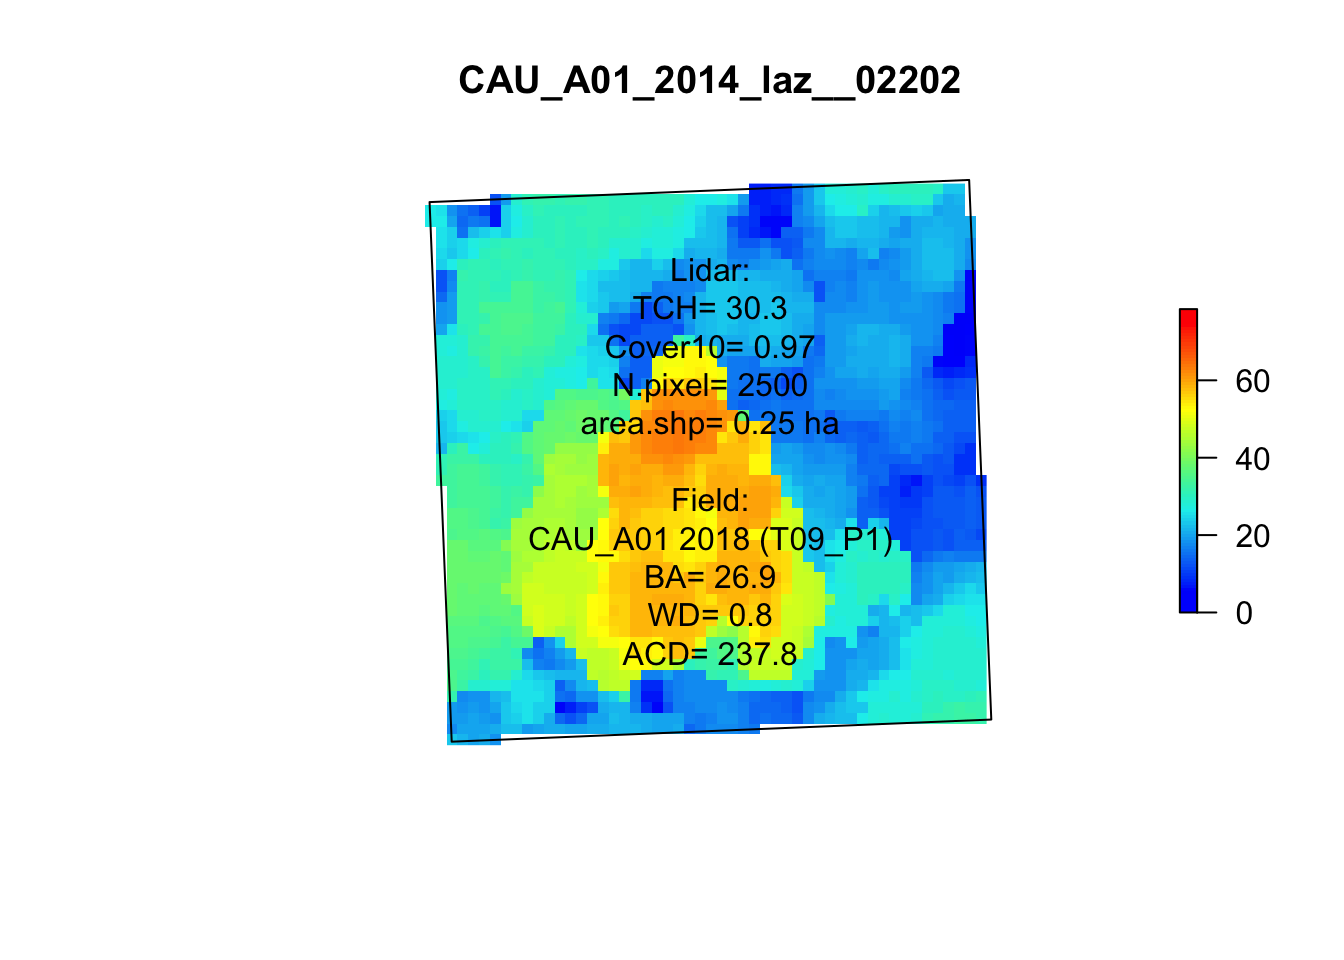 CAU_A01_2014_laz__02202
Lidar:
TCH= 30.3
Cover10= 0.97
N.pixel= 2500
area.shp= 0.25 ha
Field:
CAU_A01 2018 (T09_P1)
BA= 26.9
WD= 0.8
ACD= 237.8
60
40
20
0